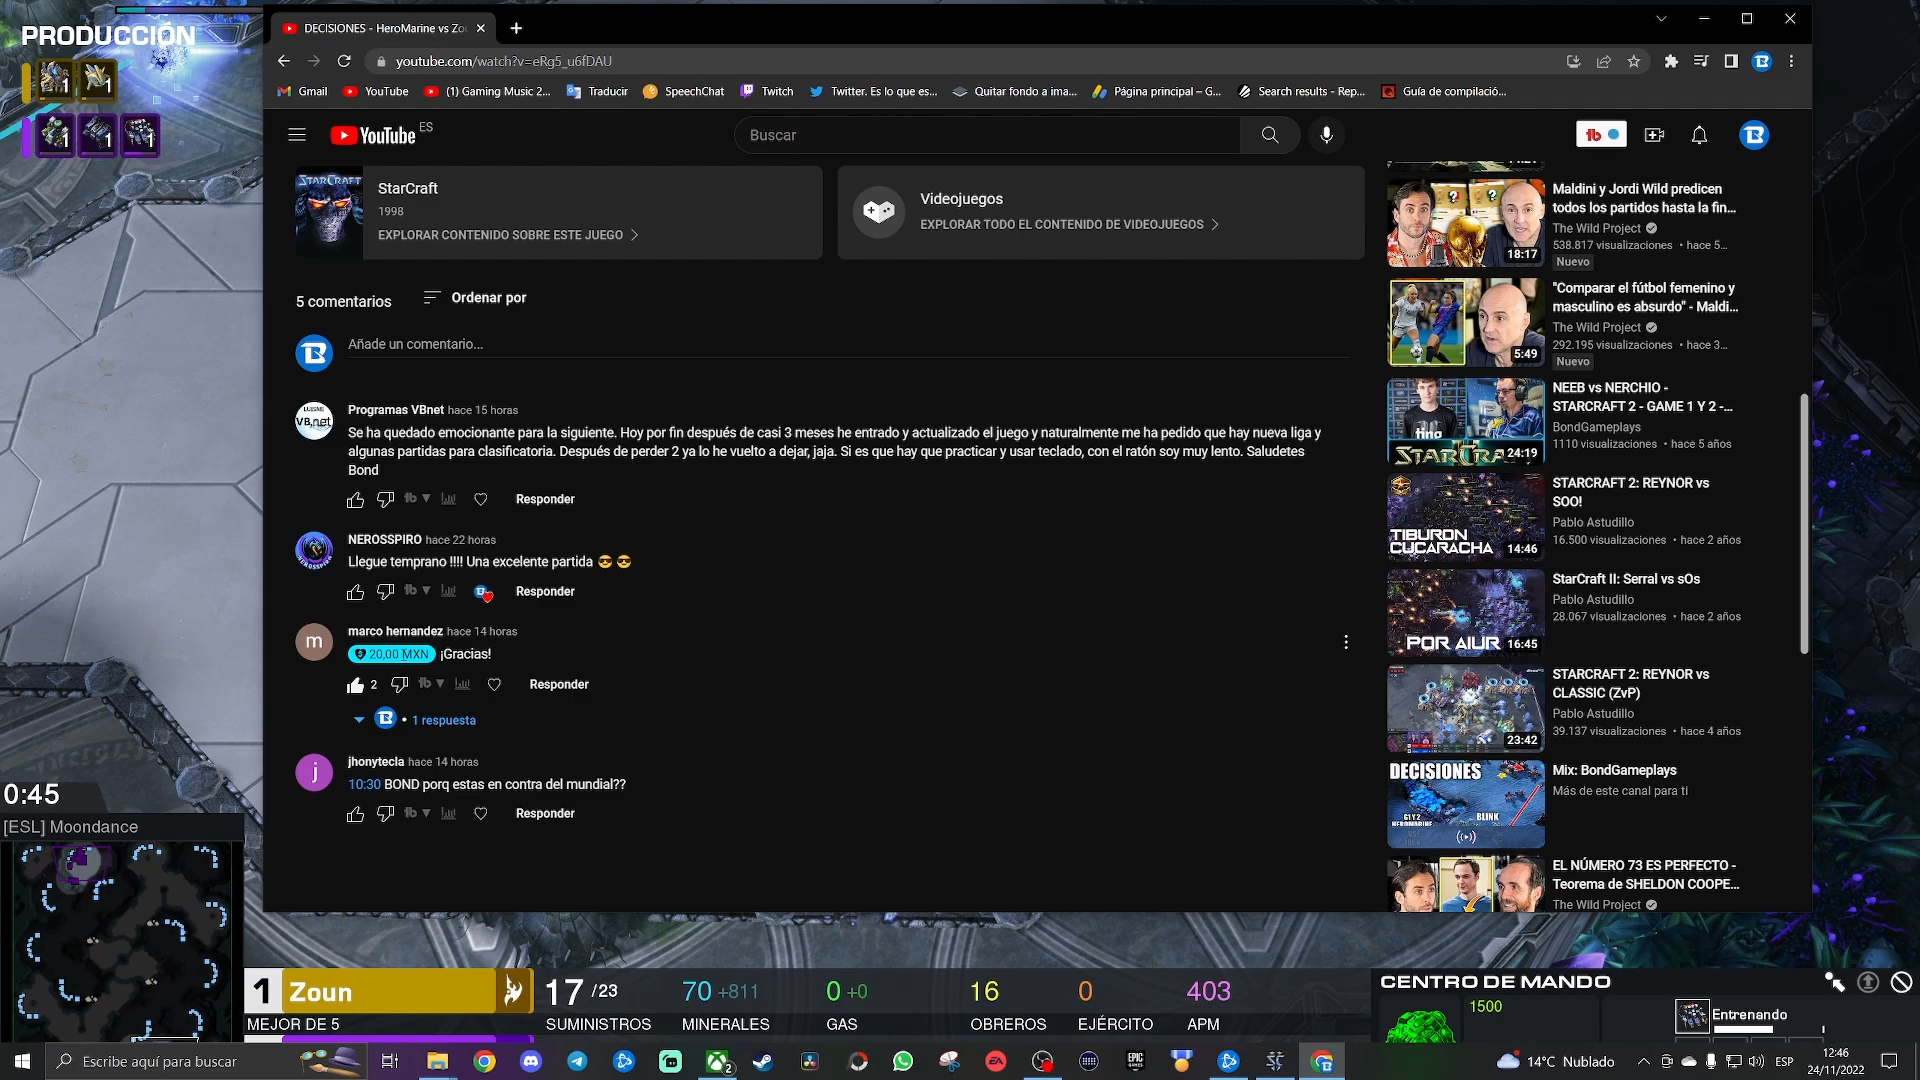 PRODUCCIÓN
1
1
1
1
1
DECISIONES - HeroMarine vs Zou
youtube.com/watch?v=eRg5_u6fDAU
Gmail
YouTube
(1) Gaming Music 2...
Traducir
SpeechChat
Twitch
Twitter. Es lo que es...
Quitar fondo a ima...
Página principal – G...
Search results - Rep...
Guía de compilació...
YouTube ES
Buscar
StarCraft
1998
EXPLORAR CONTENIDO SOBRE ESTE JUEGO
Videojuegos
EXPLORAR TODO EL CONTENIDO DE VIDEOJUEGOS
5 comentarios
Ordenar por
Añade un comentario...
Programas VBnet hace 15 horas
Se ha quedado emocionante para la siguiente. Hoy por fin después de casi 3 meses he entrado y actualizado el juego y naturalmente me ha pedido que hay nueva liga y
algunas partidas para clasificatoria. Después de perder 2 ya lo he vuelto a dejar, jaja. Si es que hay que practicar y usar teclado, con el ratón soy muy lento. Saludetes
Bond
Responder
NEROSSPIRO hace 22 horas
Llegue temprano !!!! Una excelente partida 😎 😎
Responder
marco hernandez hace 14 horas
20,00 MXN ¡Gracias!
2
Responder
• 1 respuesta
jhonytecla hace 14 horas
10:30 BOND porq estas en contra del mundial??
Responder
Maldini y Jordi Wild predicen
todos los partidos hasta la fin...
The Wild Project
538.817 visualizaciones • hace 5...
Nuevo
18:17
"Comparar el fútbol femenino y
masculino es absurdo" - Maldi...
The Wild Project
292.195 visualizaciones • hace 3...
Nuevo
5:49
NEEB vs NERCHIO -
STARCRAFT 2 - GAME 1 Y 2 -...
BondGameplays
1110 visualizaciones • hace 5 años
24:19
STARCRAFT 2: REYNOR vs
SOO!
Pablo Astudillo
16.500 visualizaciones • hace 2 años
TIBURON
CUCARACHA
14:46
StarCraft II: Serral vs sOs
Pablo Astudillo
28.067 visualizaciones • hace 2 años
POR AIUR
16:45
STARCRAFT 2: REYNOR vs
CLASSIC (ZvP)
Pablo Astudillo
39.137 visualizaciones • hace 4 años
23:42
Mix: BondGameplays
Más de este canal para ti
DECISIONES
G1 Y 2
HEROMARINE
BLINK
EL NÚMERO 73 ES PERFECTO -
Teorema de SHELDON COOPE...
The Wild Project
0:45
[ESL] Moondance
1 Zoun
MEJOR DE 5
17 /23
SUMINISTROS
70 +811
MINERALES
0 +0
GAS
16
OBREROS
0
EJÉRCITO
403
APM
CENTRO DE MANDO
1500
Entrenando
Escribe aquí para buscar
14°C Nublado
ESP
12:46
24/11/2022